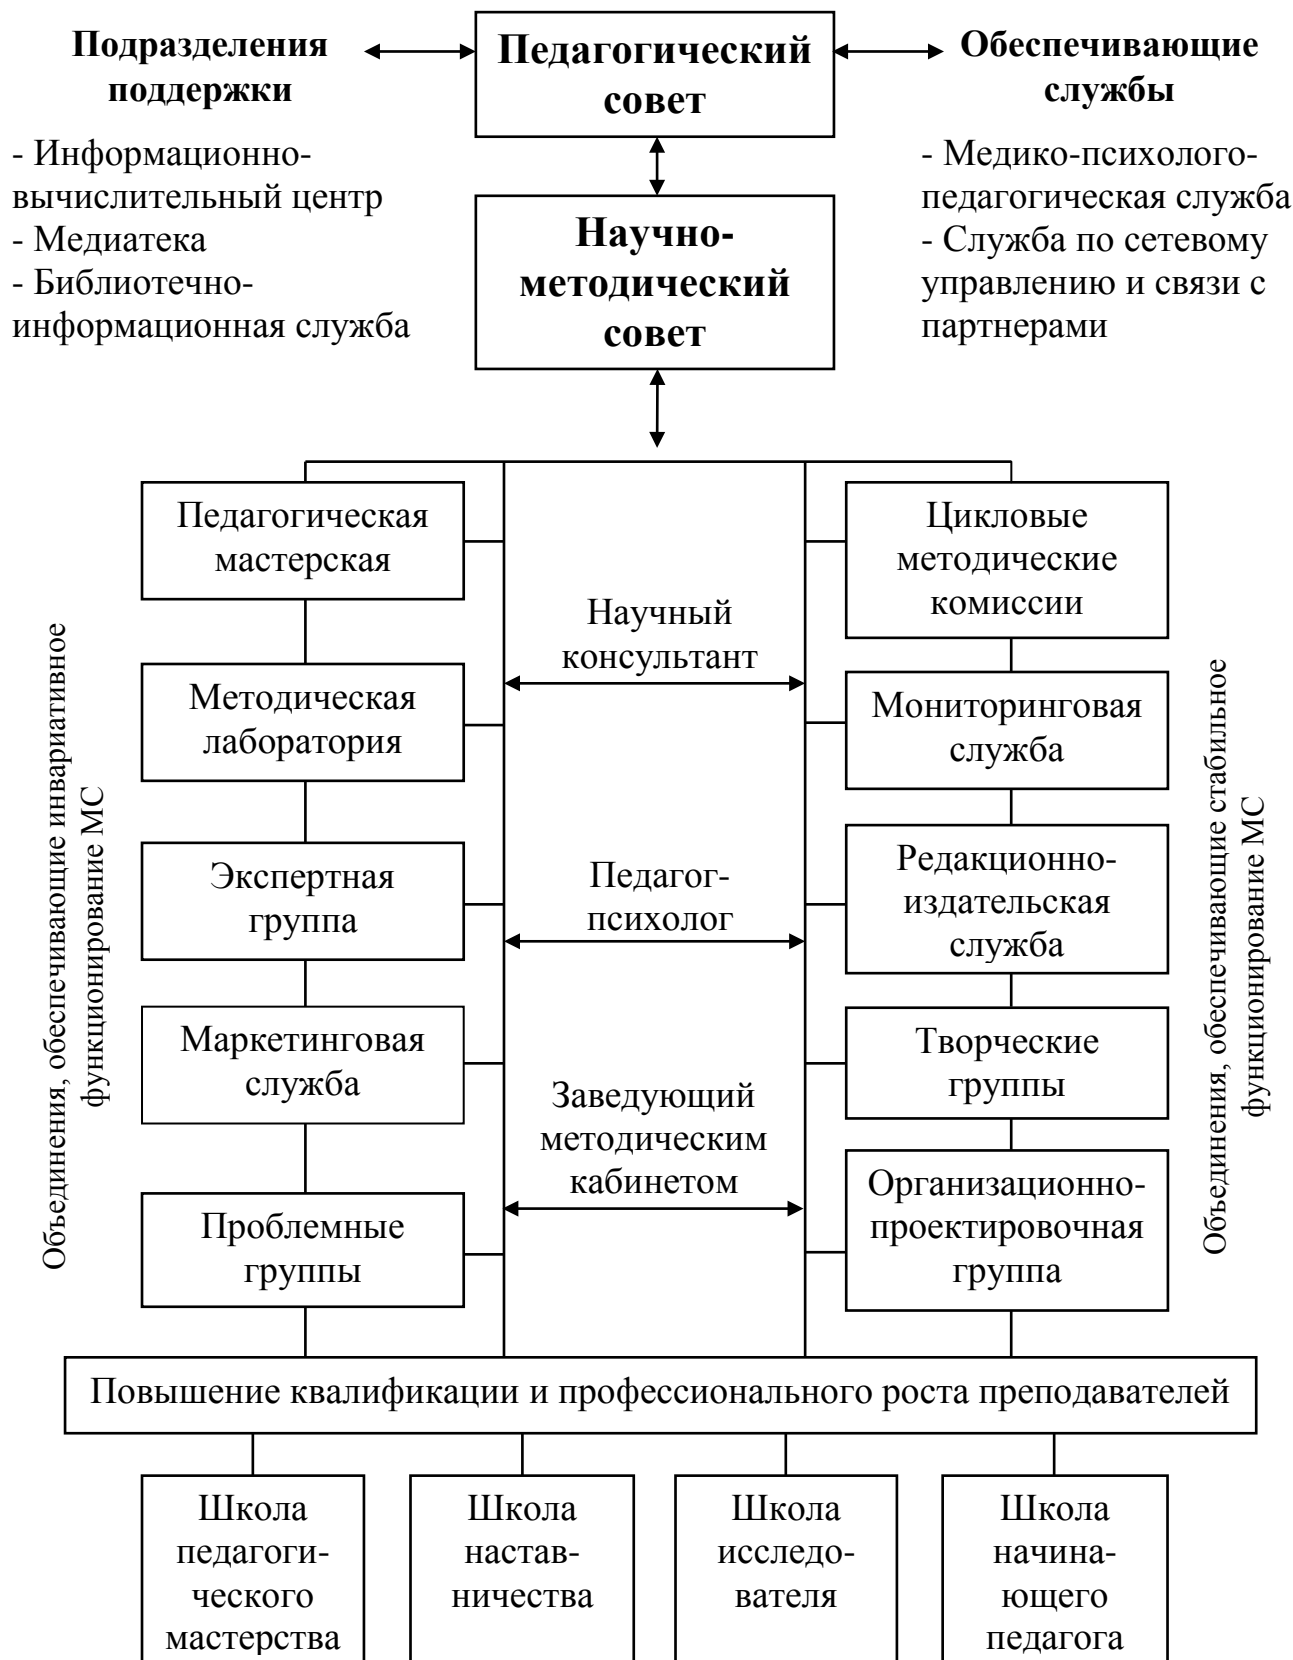 Подразделения
поддержки
Педагогический
совет
Обеспечивающие
службы
- Информационно-
вычислительный центр
- Медиатека
- Библиотечно-
информационная служба
Научно-
методический
совет
- Медико-психолого-
педагогическая служба
- Служба по сетевому
управлению и связи с
партнерами
Объединения, обеспечивающие инвариативное
функционирование МС
Педагогическая
мастерская
Методическая
лаборатория
Экспертная
группа
Маркетинговая
служба
Проблемные
группы
Научный
консультант
Педагог-
психолог
Заведующий
методическим
кабинетом
Цикловые
методические
комиссии
Мониторинговая
служба
Редакционно-
издательская
служба
Творческие
группы
Организационно-
проектировочная
группа
Объединения, обеспечивающие стабильное
функционирование МС
Повышение квалификации и профессионального роста преподавателей
Школа
педагоги-
ческого
мастерства
Школа
настав-
ничества
Школа
исследо-
вателя
Школа
начина-
ющего
педагога